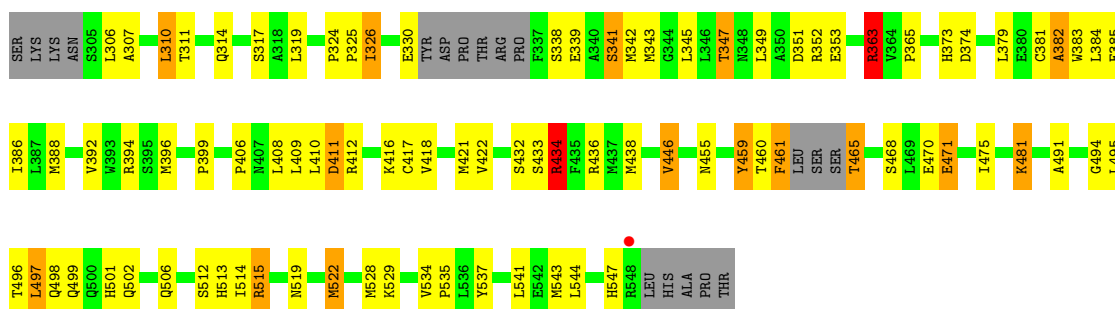 SER LYS LYS ASN S305 L306 A307 L310 T311 Q314 S317 A318 L319 P324 P325 I326 E330 TYR ASP PRO THR ARG PRO F337 S338 E339 A340 S341 M342 M343 G344 L345 L346 T347 N348 L349 A350 D351 R352 E353 R363 V364 P365 H373 D374 L379 E380 C381 A382 W383 L384 E385
I386 L387 M388 V392 W393 R394 S395 M396 P399 P406 N407 L408 L409 L410 D411 R412 K416 C417 V418 M421 V422 S432 S433 R434 F435 R436 M437 M438 V446 N455 Y459 T460 F461 LEU SER SER T465 S468 L469 E470 E471 I475 K481 A491 G494 L495
T496 L497 Q498 Q499 Q500 H501 Q502 Q506 S512 H513 I514 R515 N519 M522 M528 K529 V534 P535 L536 Y537 L541 E542 M543 L544 H547 R548 LEU HIS ALA PRO THR